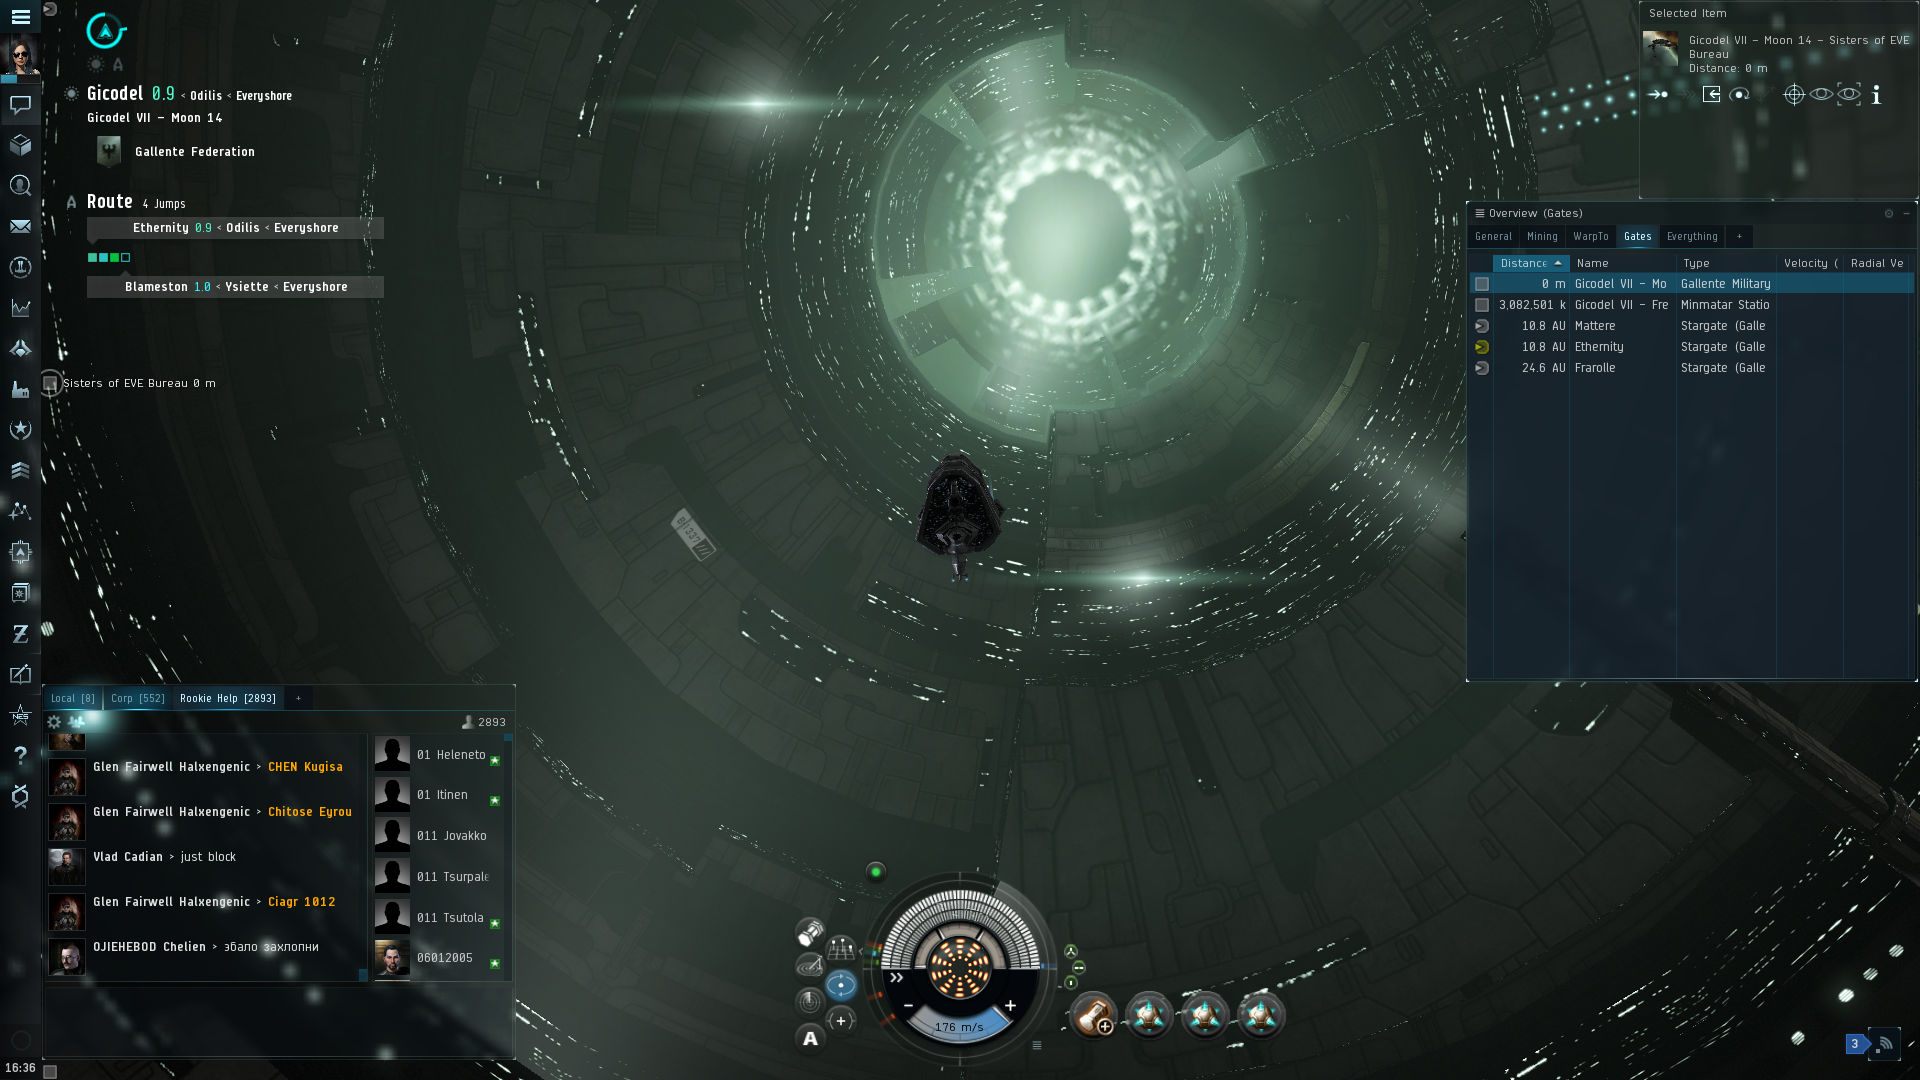 Gicodel 0.9 < Odilis < Everyshore
Gicodel VII - Moon 14
Gallente Federation
Route 4 Jumps
Ethernity 0.9 < Odilis < Everyshore
Blameston 1.0 < Ysiette < Everyshore
Sisters of EVE Bureau 0 m
Selected Item
Gicodel VII - Moon 14 - Sisters of EVE
Bureau
Distance: 0 m
Overview (Gates)
General Mining WarpTo Gates Everything +
Distance Name Type Velocity ( Radial Ve
0 m Gicodel VII - Mo Gallente Military
3,082,501 k Gicodel VII - Fre Minmatar Statio
10.8 AU Mattere Stargate (Galle
10.8 AU Ethernity Stargate (Galle
24.6 AU Frarolle Stargate (Galle
Local [8] Corp [552] Rookie Help [2893] +
2893
Glen Fairwell Halxengenic > CHEN Kugisa
Glen Fairwell Halxengenic > Chitose Eyrou
Vlad Cadian > just block
Glen Fairwell Halxengenic > Ciagr 1012
OJIEHEBOD Chelien > збало захлопни
01 Heleneto
01 Itinen
011 Jovakko
011 Tsurpale
011 Tsutola
06012005
NES
176 m/s
A
3
16:36